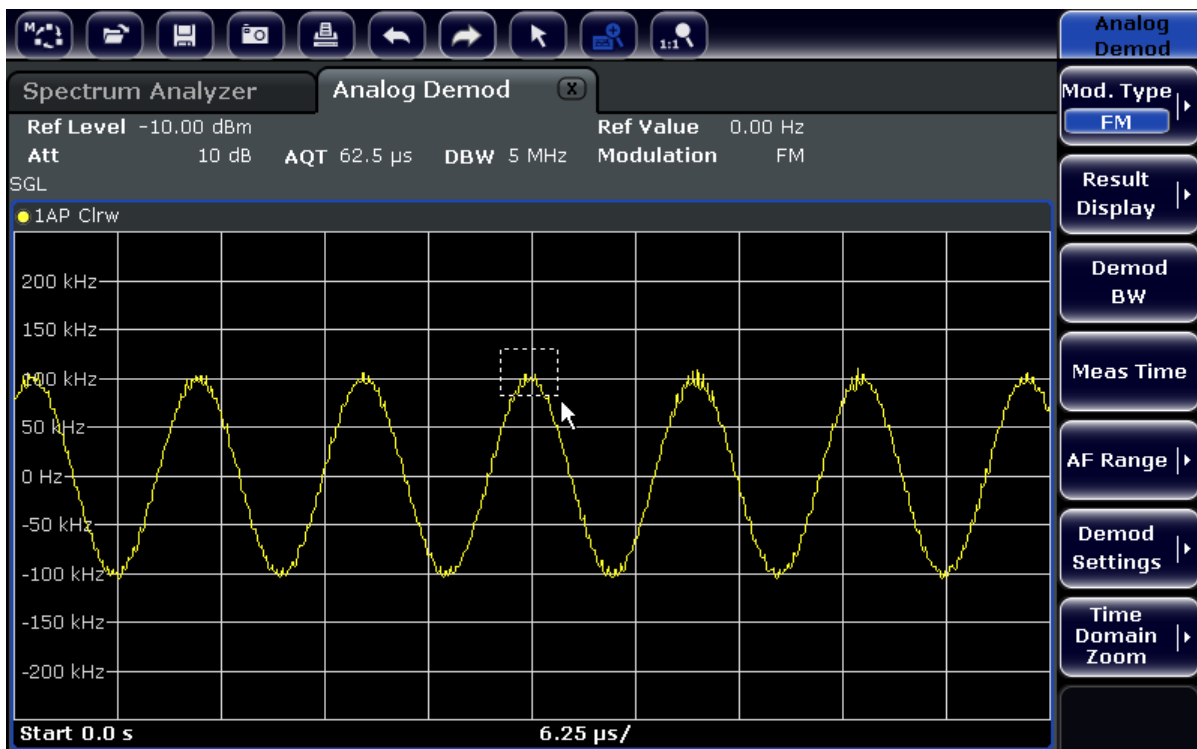 M
1:1
Analog
Demod
Spectrum Analyzer
Analog Demod X
Mod. Type
FM
Ref Level -10.00 dBm Ref Value 0.00 Hz
Att 10 dB AQT 62.5 µs DBW 5 MHz Modulation FM
SGL
1AP Clrw
Result
Display
200 kHz
150 kHz
100 kHz
50 kHz
0 Hz
-50 kHz
-100 kHz
-150 kHz
-200 kHz
Start 0.0 s 6.25 µs/
Demod
BW
Meas Time
AF Range
Demod
Settings
Time
Domain
Zoom